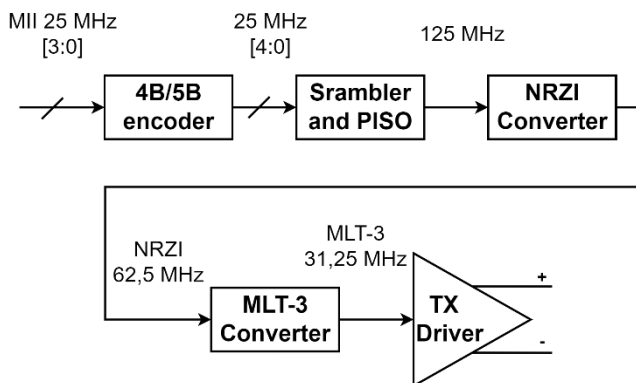 MII 25 MHz
[3:0]
25 MHz
[4:0]
125 MHz
4B/5B
encoder
Srambler
and PISO
NRZI
Converter
NRZI
62,5 MHz
MLT-3
31,25 MHz
MLT-3
Converter
TX
Driver
+
-